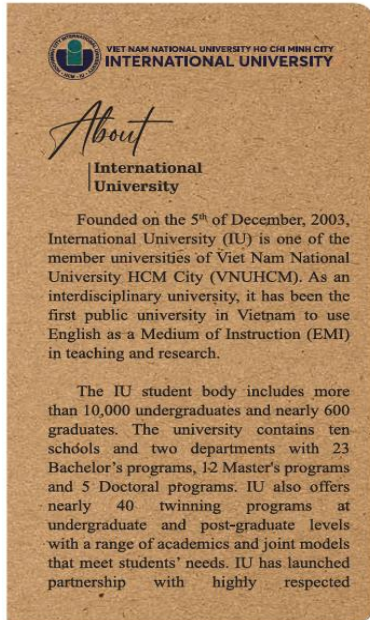 VIET NAM NATIONAL UNIVERSITY HO CHI MINH CITY
INTERNATIONAL UNIVERSITY
About
International
University
Founded on the 5th of December, 2003,
International University (IU) is one of the
member universities of Viet Nam National
University HCM City (VNUHCM). As an
interdisciplinary university, it has been the
first public university in Vietnam to use
English as a Medium of Instruction (EMI)
in teaching and research.
The IU student body includes more
than 10,000 undergraduates and nearly 600
graduates. The university contains ten
schools and two departments with 23
Bachelor's programs, 12 Master's programs
and 5 Doctoral programs. IU also offers
nearly 40 twinning programs at
undergraduate and post-graduate levels
with a range of academics and joint models
that meet students' needs. IU has launched
partnership with highly respected